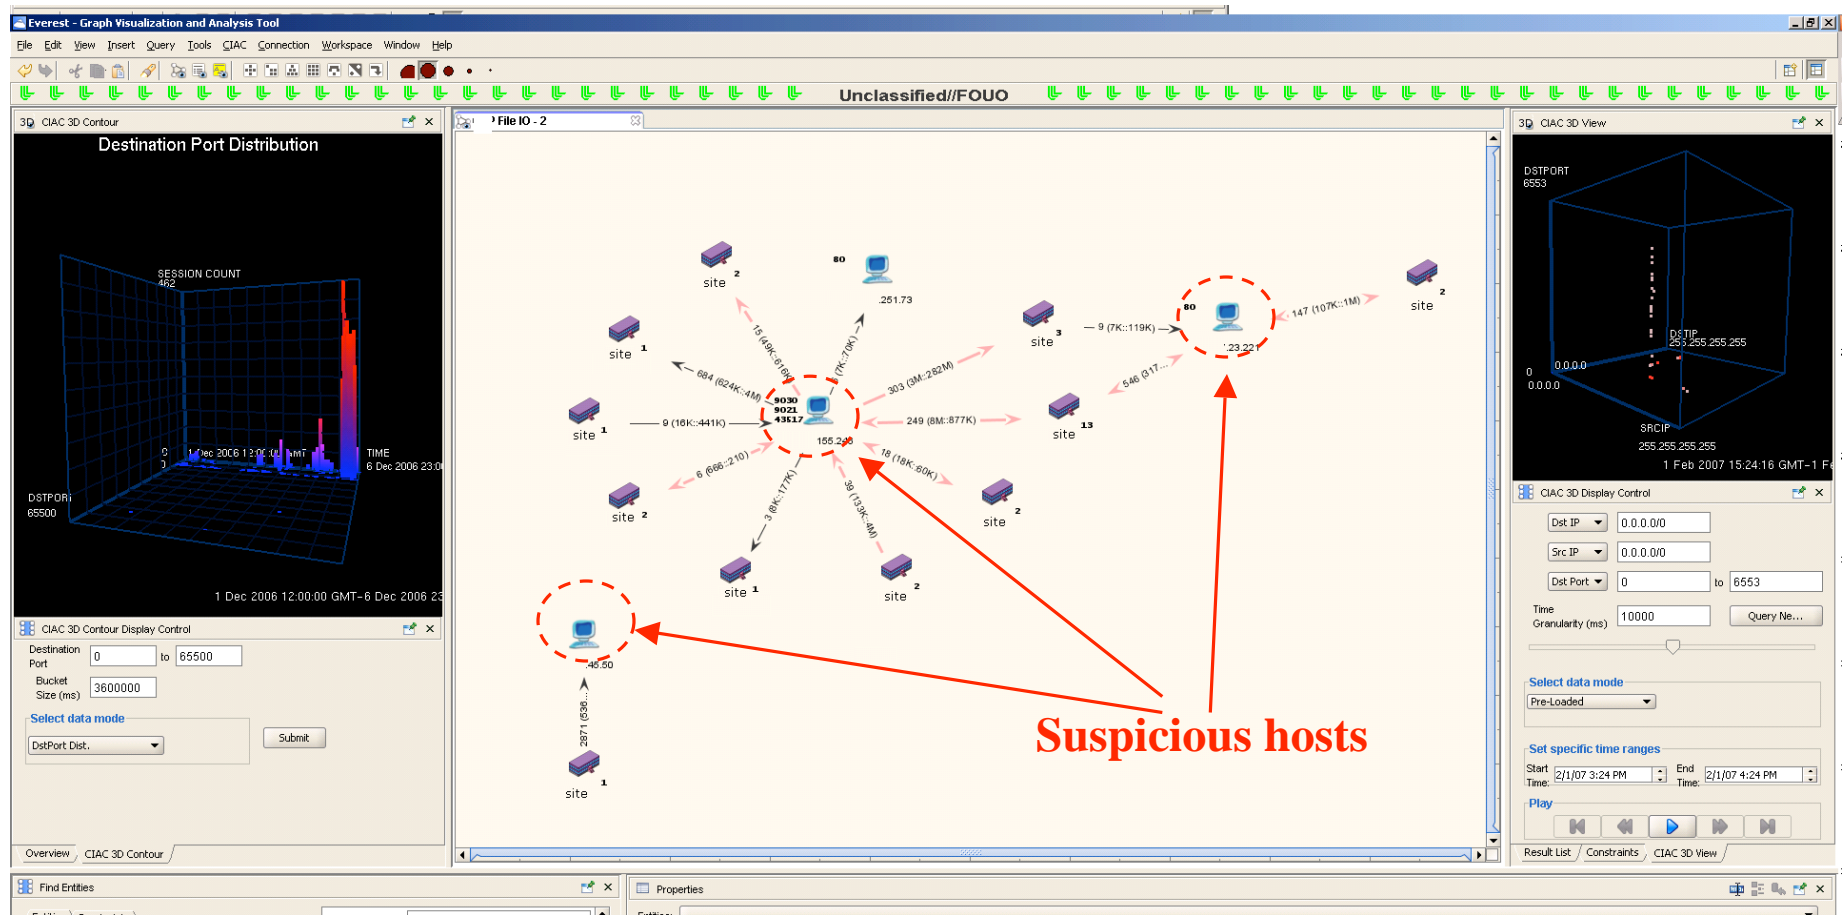 Everest - Graph Visualization and Analysis Tool
File Edit View Insert Query Tools CIAC Connection Workspace Window Help
Unclassified//FOUO
3D CIAC 3D Contour
Destination Port Distribution
SESSION COUNT
462
TIME
6 Dec 2006 23:00
DSTPORT
65500
1 Dec 2006 12:00:00 GMT-6 Dec 2006 23
CIAC 3D Contour Display Control
Destination Port 0 to 65500
Bucket Size (ms) 3600000
Select data mode
DstPort Dist.
Submit
Overview CIAC 3D Contour
File IO - 2
site 2
80
.251.73
site 1
15 (49K::616K)
(7K::70K)
684 (624K::4M)
303 (3M::282M)
site 3
9 (7K::119K)
80
.23.221
147 (107K::1M)
site 2
546 (317...
site 1
9 (16K::441K)
9030
9021
155.248
249 (8M::877K)
site 13
6 (666::210)
18 (18K::60K)
site 2
3 (8K::177K)
39 (133K::4M)
site 2
site 1
site 2
.45.50
2871 (536...
site 1
Suspicious hosts
3D CIAC 3D View
DSTPORT
6553
DSTIP
255.255.255.255
0.0.0.0
0
0.0.0.0
SRCIP
255.255.255.255
1 Feb 2007 15:24:16 GMT-1 Fe
CIAC 3D Display Control
Dst IP 0.0.0.0/0
Src IP 0.0.0.0/0
Dst Port 0 to 6553
Time Granularity (ms) 10000 Query Ne...
Select data mode
Pre-Loaded
Set specific time ranges
Start Time: 2/1/07 3:24 PM End Time: 2/1/07 4:24 PM
Play
Result List Constraints CIAC 3D View
Find Entities
Properties